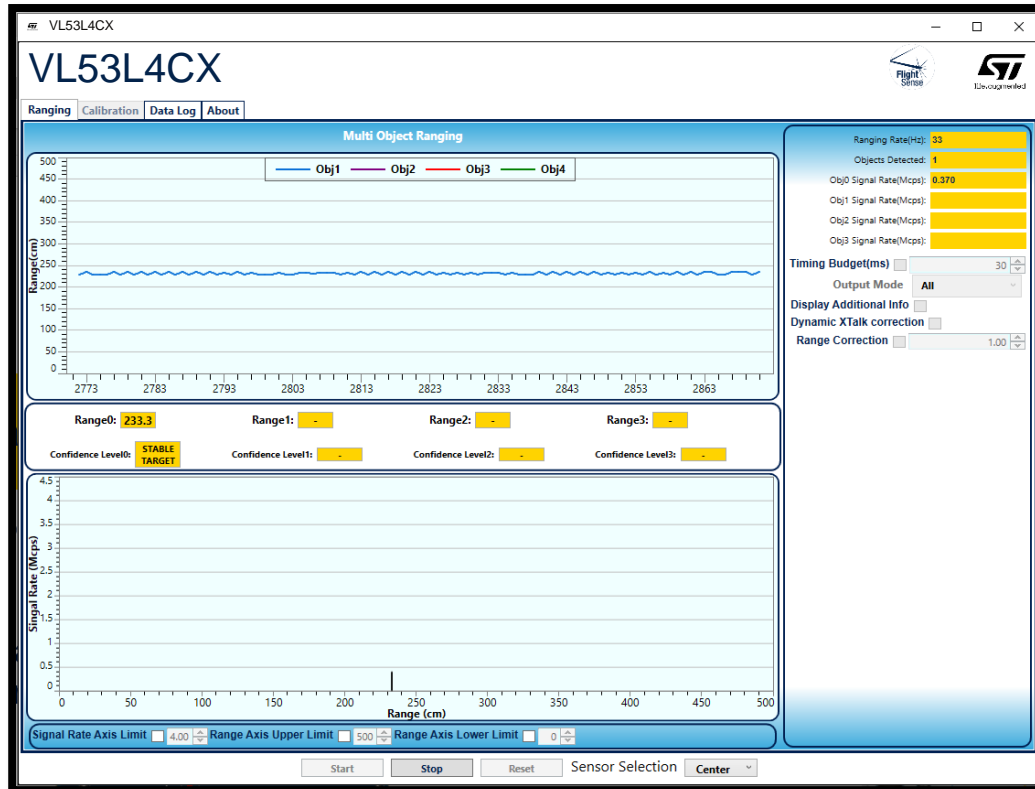 VL53L4CX
VL53L4CX
Flight
Sense
life.augmented
Ranging Calibration Data Log About
Multi Object Ranging
Obj1 Obj2 Obj3 Obj4
Range(cm)
500
450
400
350
300
250
200
150
100
50
0
2773 2783 2793 2803 2813 2823 2833 2843 2853 2863
Range0: 233.3 Range1: - Range2: - Range3: -
Confidence Level0: STABLE TARGET Confidence Level1: - Confidence Level2: - Confidence Level3: -
Singal Rate (Mcps)
4.5
4
3.5
3
2.5
2
1.5
1
0.5
0
0 50 100 150 200 250 300 350 400 450 500
Range (cm)
Signal Rate Axis Limit 4.00 Range Axis Upper Limit 500 Range Axis Lower Limit 0
Ranging Rate(Hz): 33
Objects Detected: 1
Obj0 Signal Rate(Mcps): 0.370
Obj1 Signal Rate(Mcps):
Obj2 Signal Rate(Mcps):
Obj3 Signal Rate(Mcps):
Timing Budget(ms) 30
Output Mode All
Display Additional Info
Dynamic XTalk correction
Range Correction 1.00
Start Stop Reset Sensor Selection Center